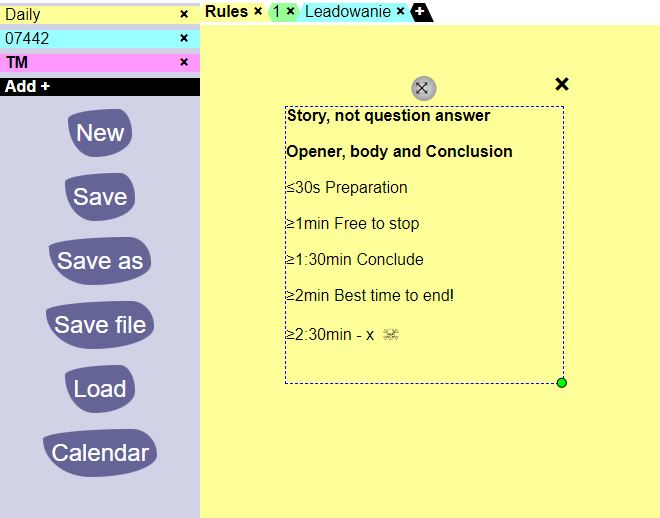 Daily ×
07442 ×
TM ×
Add +
New
Save
Save as
Save file
Load
Calendar
Rules × 1 × Leadowanie × +
×
Story, not question answer
Opener, body and Conclusion
≤30s Preparation
≥1min Free to stop
≥1:30min Conclude
≥2min Best time to end!
≥2:30min - x ☠